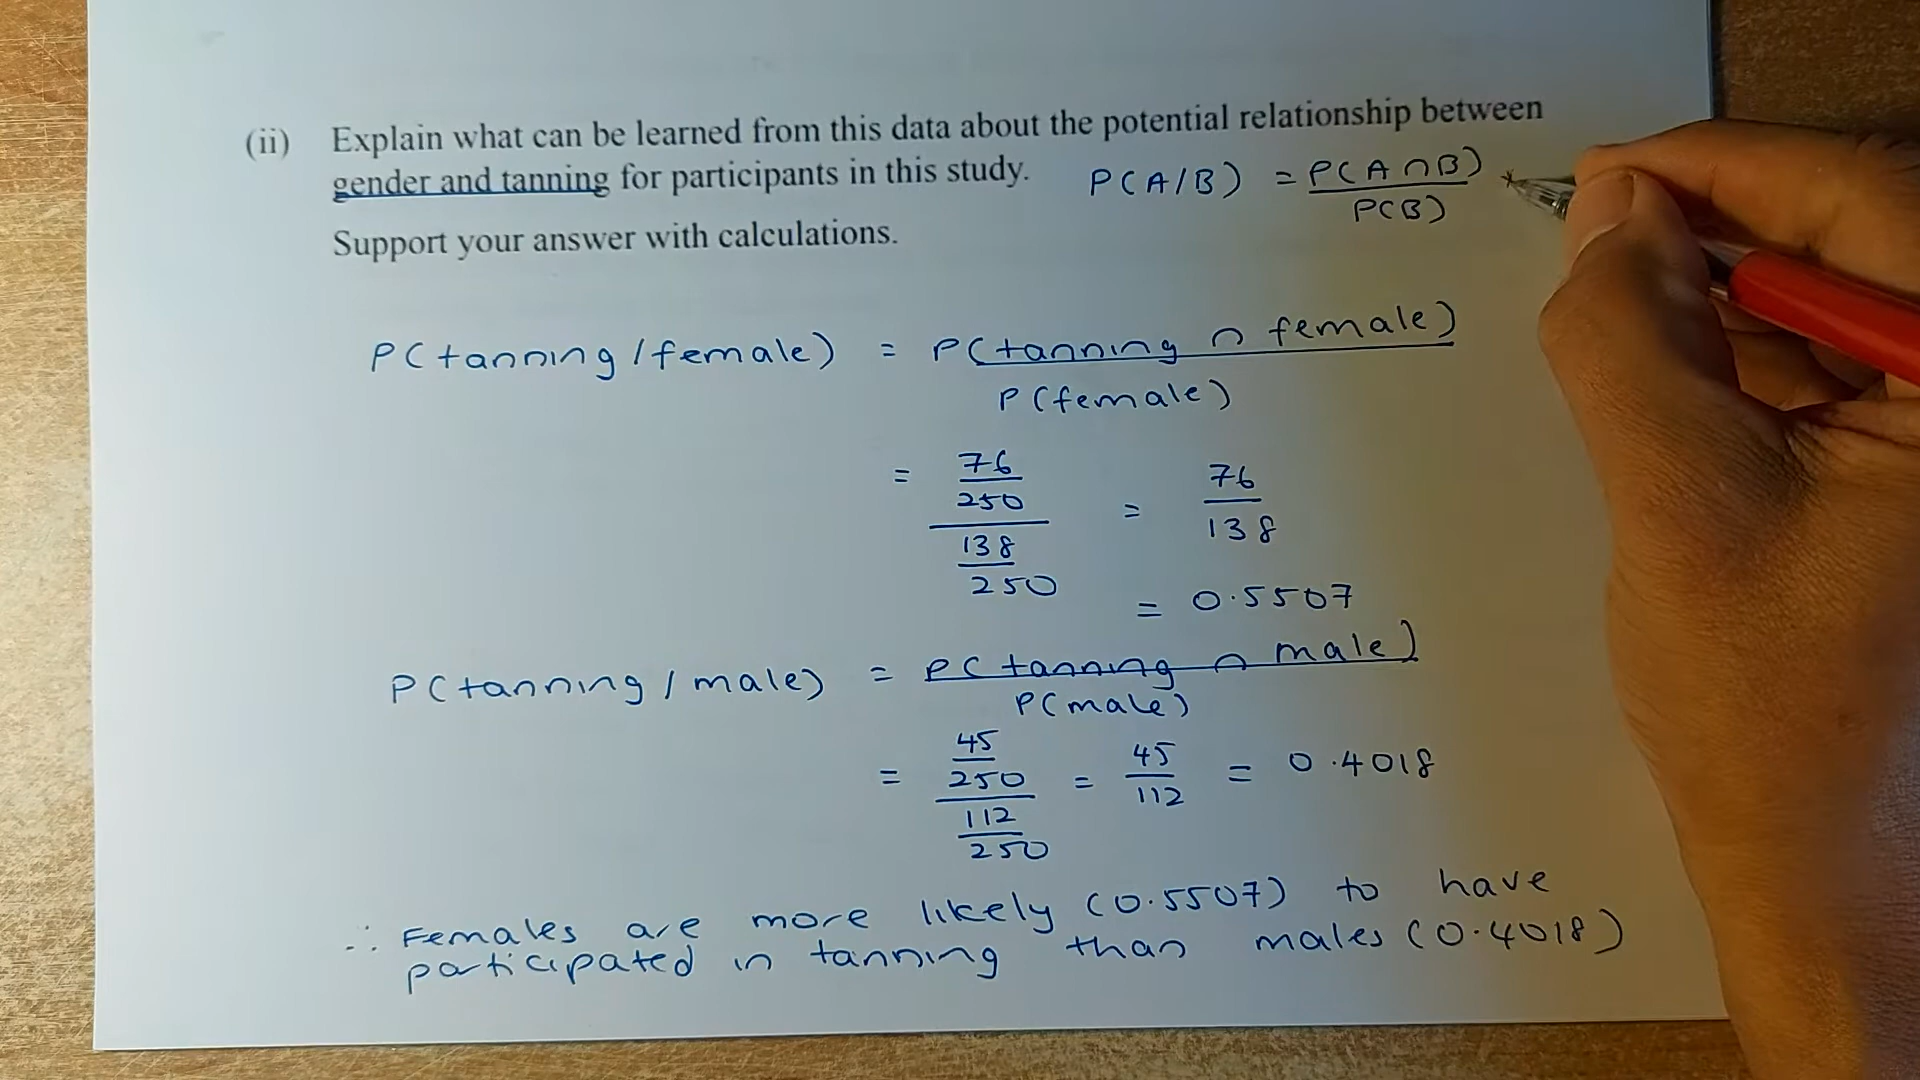 (ii) Explain what can be learned from this data about the potential relationship between
gender and tanning for participants in this study. P(A/B) = P(A∩B) *
P(B)
Support your answer with calculations.
P(tanning/female) = P(tanning ∩ female)
P(female)
= 76/250 = 76/138
138/250
= 0.5507
P(tanning/male) = P(tanning ∩ male)
P(male)
= 45/250 = 45/112 = 0.4018
112/250
∴ Females are more likely (0.5507) to have
participated in tanning than males (0.4018)